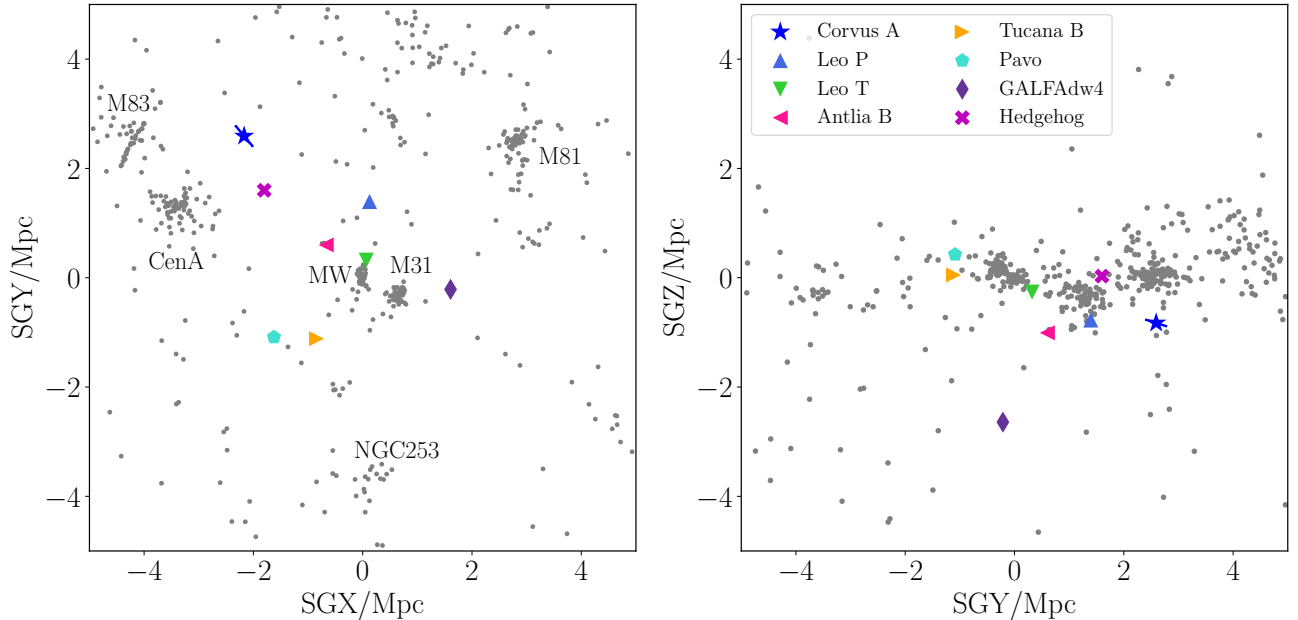 4
2
0
−2
−4
SGY/Mpc
−4
−2
0
2
4
SGX/Mpc
M83
M81
CenA
MW
M31
NGC253
4
2
0
−2
−4
SGZ/Mpc
−4
−2
0
2
4
SGY/Mpc
Corvus A
Leo P
Leo T
Antlia B
Tucana B
Pavo
GALFAdw4
Hedgehog